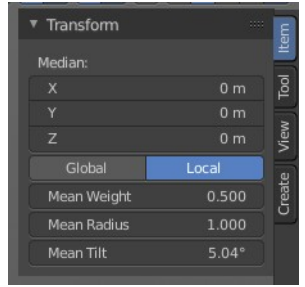 Transform
Median:
X 0 m
Y 0 m
Z 0 m
Global Local
Mean Weight 0.500
Mean Radius 1.000
Mean Tilt 5.04°
Item
Tool
View
Create